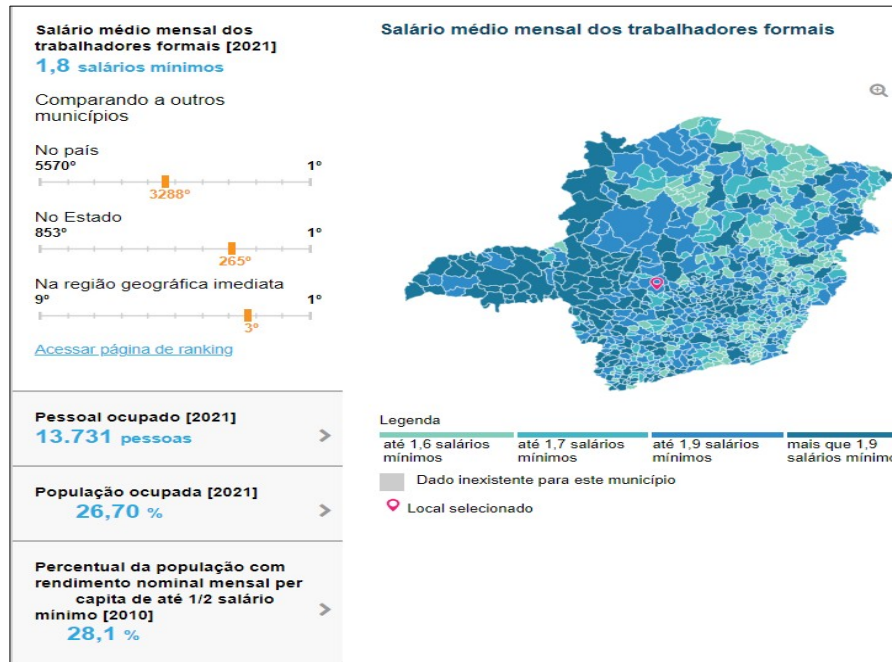 Salário médio mensal dos
trabalhadores formais [2021]
1,8 salários mínimos
Comparando a outros
municípios
No país
5570º 1º
3288º
No Estado
853º 1º
265º
Na região geográfica imediata
9º 1º
3º
Acessar página de ranking
Pessoal ocupado [2021]
13.731 pessoas
População ocupada [2021]
26,70 %
Percentual da população com
rendimento nominal mensal per
capita de até 1/2 salário
mínimo [2010]
28,1 %
Salário médio mensal dos trabalhadores formais
Legenda
até 1,6 salários
mínimos
até 1,7 salários
mínimos
até 1,9 salários
mínimos
mais que 1,9
salários mínimo
Dado inexistente para este município
Local selecionado